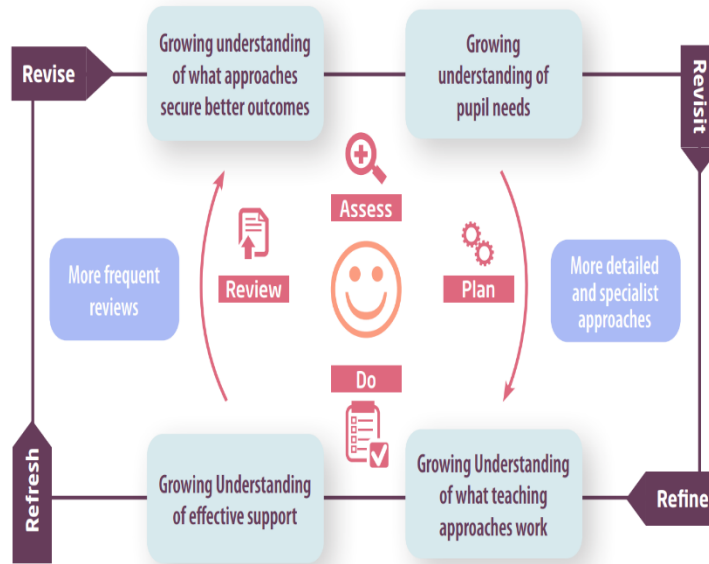 Revise
Growing understanding
of what approaches
secure better outcomes
Growing
understanding of
pupil needs
Revisit
Assess
More frequent
reviews
Review
Plan
More detailed
and specialist
approaches
Do
Refresh
Growing Understanding
of effective support
Growing Understanding
of what teaching
approaches work
Refine